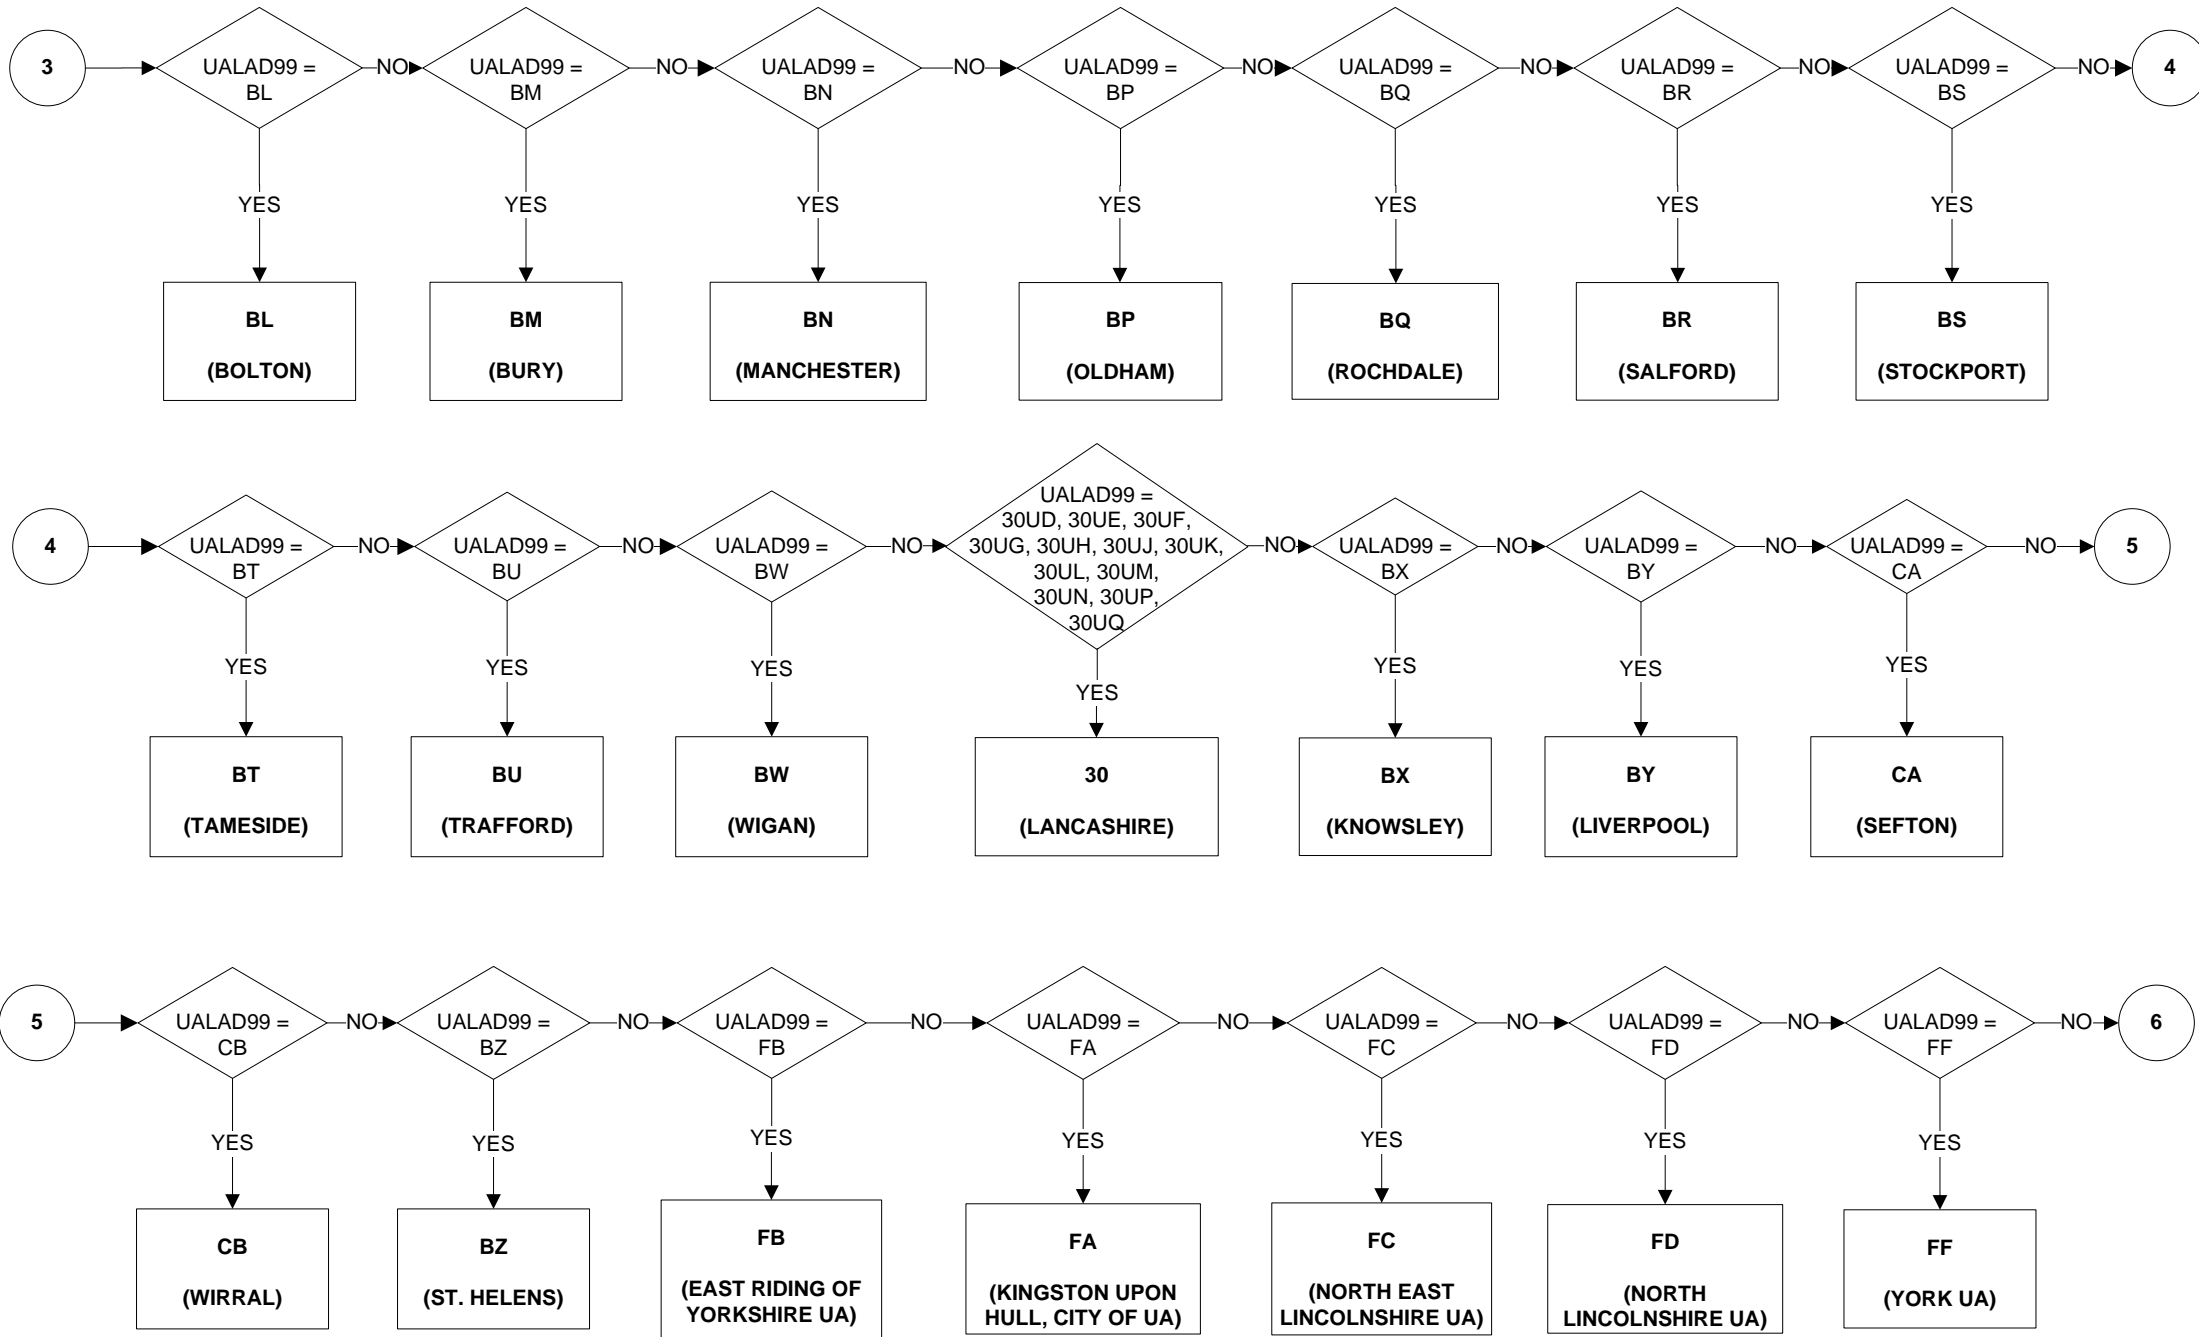 3
UALAD99 =
BL
NO
UALAD99 =
BM
NO
UALAD99 =
BN
NO
UALAD99 =
BP
NO
UALAD99 =
BQ
NO
UALAD99 =
BR
NO
UALAD99 =
BS
NO
4
YES
YES
YES
YES
YES
YES
YES
BL
(BOLTON)
BM
(BURY)
BN
(MANCHESTER)
BP
(OLDHAM)
BQ
(ROCHDALE)
BR
(SALFORD)
BS
(STOCKPORT)
4
UALAD99 =
BT
NO
UALAD99 =
BU
NO
UALAD99 =
BW
NO
UALAD99 =
30UD, 30UE, 30UF,
30UG, 30UH, 30UJ, 30UK,
30UL, 30UM,
30UN, 30UP,
30UQ
NO
UALAD99 =
BX
NO
UALAD99 =
BY
NO
UALAD99 =
CA
NO
5
YES
YES
YES
YES
YES
YES
YES
BT
(TAMESIDE)
BU
(TRAFFORD)
BW
(WIGAN)
30
(LANCASHIRE)
BX
(KNOWSLEY)
BY
(LIVERPOOL)
CA
(SEFTON)
5
UALAD99 =
CB
NO
UALAD99 =
BZ
NO
UALAD99 =
FB
NO
UALAD99 =
FA
NO
UALAD99 =
FC
NO
UALAD99 =
FD
NO
UALAD99 =
FF
NO
6
YES
YES
YES
YES
YES
YES
YES
CB
(WIRRAL)
BZ
(ST. HELENS)
FB
(EAST RIDING OF
YORKSHIRE UA)
FA
(KINGSTON UPON
HULL, CITY OF UA)
FC
(NORTH EAST
LINCOLNSHIRE UA)
FD
(NORTH
LINCOLNSHIRE UA)
FF
(YORK UA)